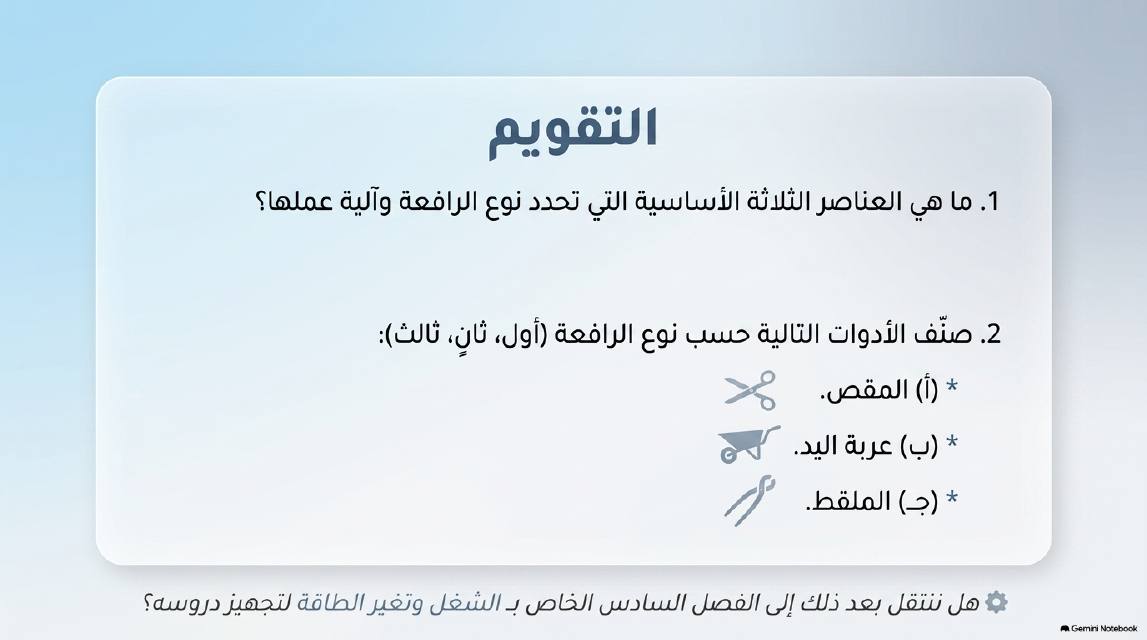 التقويم
1. ما هي العناصر الثلاثة الأساسية التي تحدد نوع الرافعة وآلية عملها؟
2. صنّف الأدوات التالية حسب نوع الرافعة (أول، ثانٍ، ثالث):
* (أ) المقص.
* (ب) عربة اليد.
* (جـ) الملقط.
هل ننتقل بعد ذلك إلى الفصل السادس الخاص بـ الشغل وتغير الطاقة لتجهيز دروسه؟
Gemini Notebook